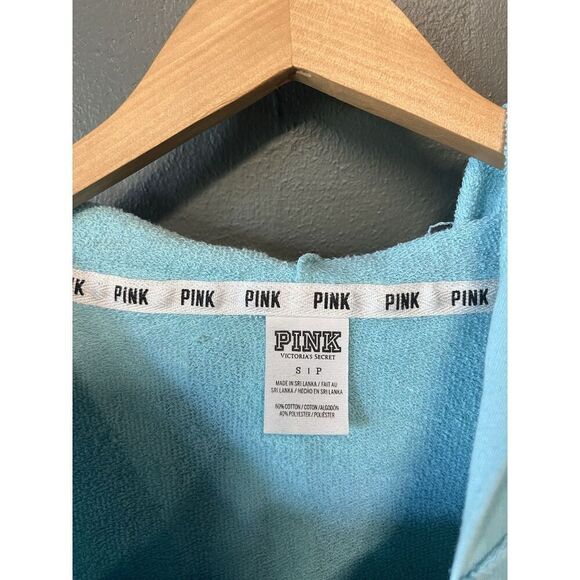 K PINK PINK PINK PINK PINK PINK
PINK
VICTORIA'S SECRET
S | P
MADE IN SRI LANKA / FAIT AU
SRI LANKA / HECHO EN SRI LANKA
60% COTTON / COTON /ALGODÓN
40% POLYESTER / POLIÉSTER